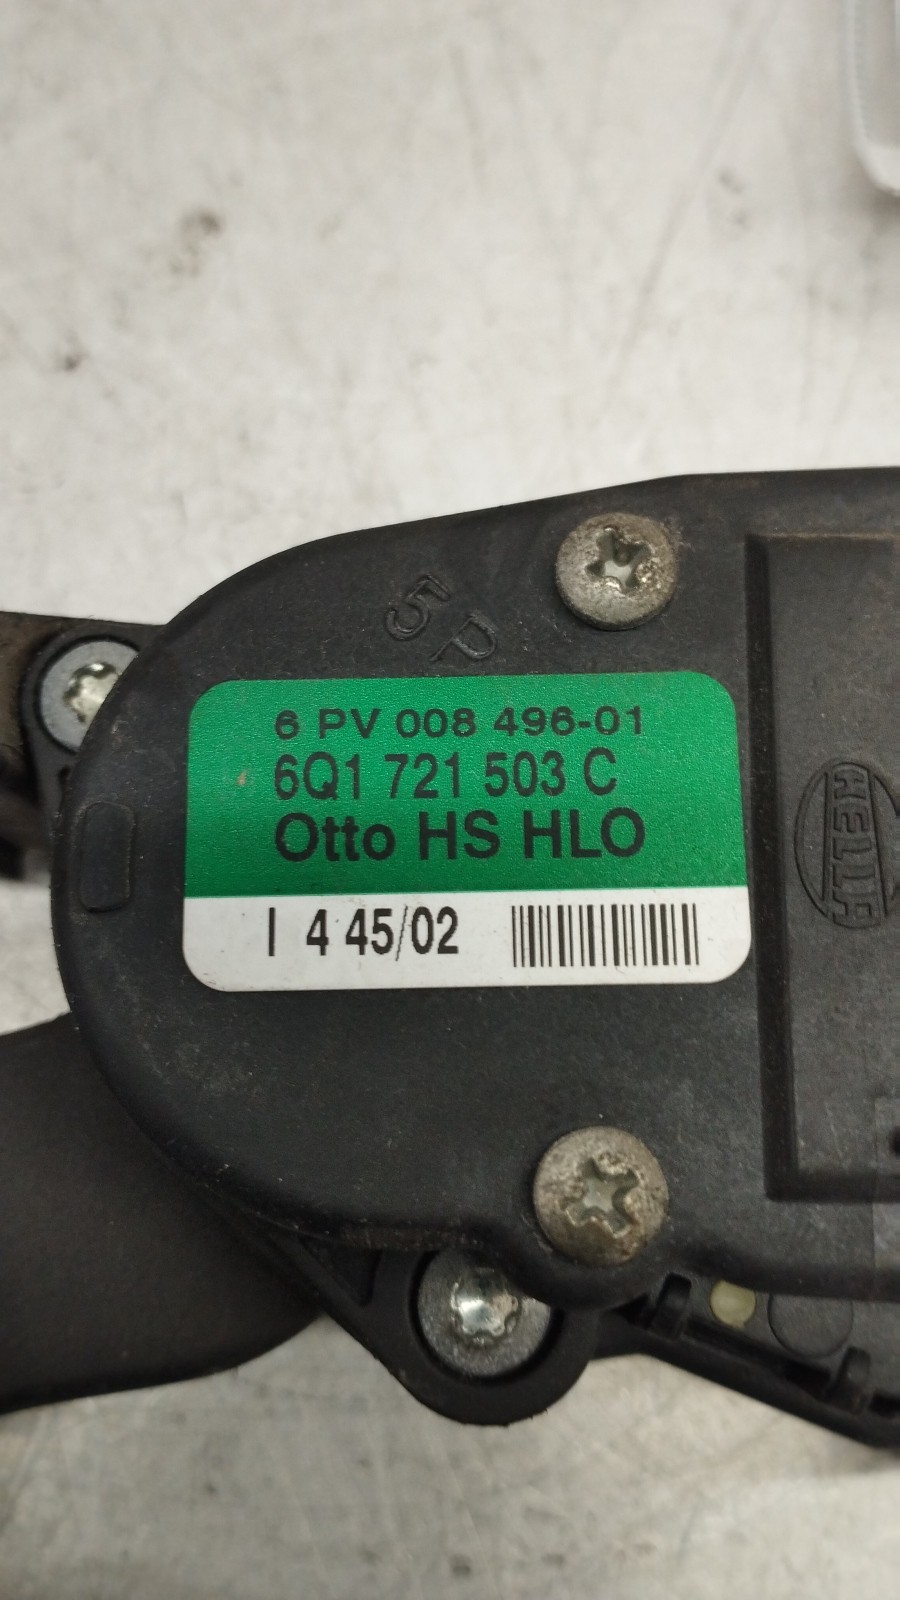 5P
6 PV 008 496-01
6Q1 721 503 C
Otto HS HLO
I 4 45/02
HELLA